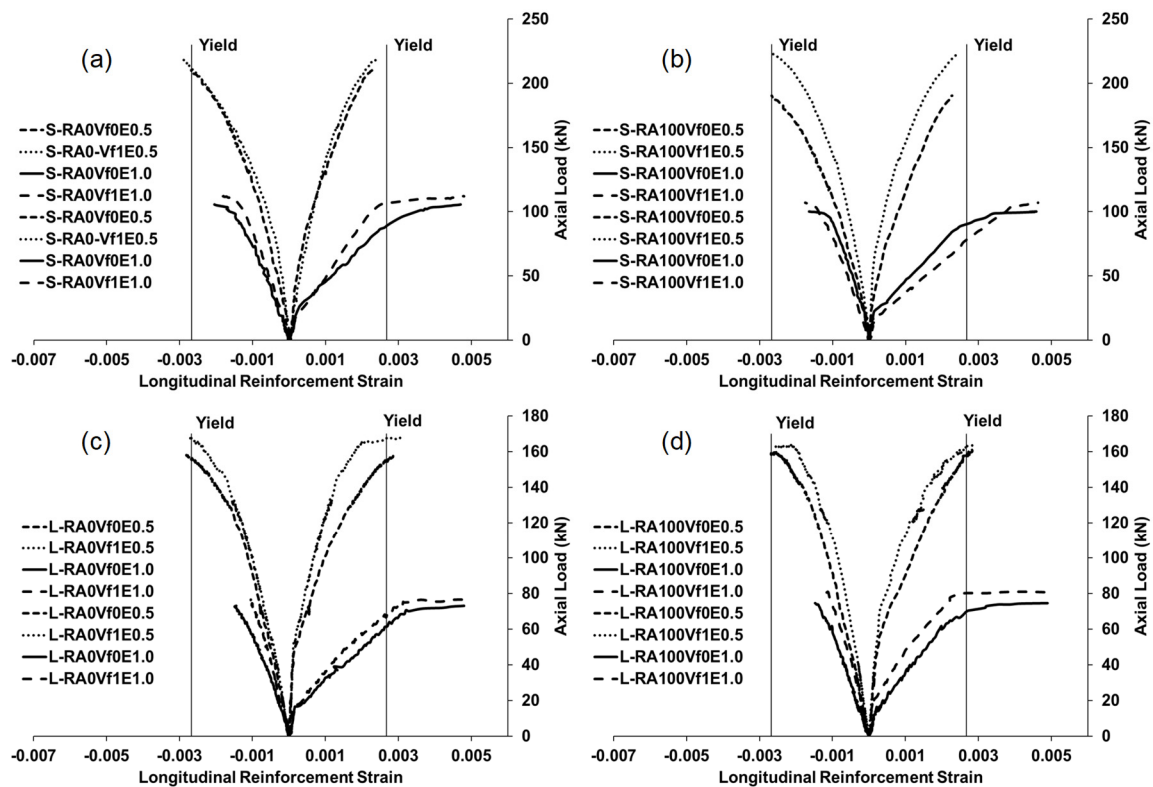 (a)
Yield
Yield
S-RA0Vf0E0.5
S-RA0-Vf1E0.5
S-RA0Vf0E1.0
S-RA0Vf1E1.0
S-RA0Vf0E0.5
S-RA0-Vf1E0.5
S-RA0Vf0E1.0
S-RA0Vf1E1.0
250
200
150
100
50
0
Axial Load (kN)
-0.007 -0.005 -0.003 -0.001 0.001 0.003 0.005
Longitudinal Reinforcement Strain
(b)
Yield
Yield
S-RA100Vf0E0.5
S-RA100Vf1E0.5
S-RA100Vf0E1.0
S-RA100Vf1E1.0
S-RA100Vf0E0.5
S-RA100Vf1E0.5
S-RA100Vf0E1.0
S-RA100Vf1E1.0
250
200
150
100
50
0
Axial Load (kN)
-0.007 -0.005 -0.003 -0.001 0.001 0.003 0.005
Longitudinal Reinforcement Strain
(c)
Yield
Yield
L-RA0Vf0E0.5
L-RA0Vf1E0.5
L-RA0Vf0E1.0
L-RA0Vf1E1.0
L-RA0Vf0E0.5
L-RA0Vf1E0.5
L-RA0Vf0E1.0
L-RA0Vf1E1.0
180
160
140
120
100
80
60
40
20
0
Axial Load (kN)
-0.007 -0.005 -0.003 -0.001 0.001 0.003 0.005
Longitudinal Reinforcement Strain
(d)
Yield
Yield
L-RA100Vf0E0.5
L-RA100Vf1E0.5
L-RA100Vf0E1.0
L-RA100Vf1E1.0
L-RA100Vf0E0.5
L-RA100Vf1E0.5
L-RA100Vf0E1.0
L-RA100Vf1E1.0
180
160
140
120
100
80
60
40
20
0
Axial Load (kN)
-0.007 -0.005 -0.003 -0.001 0.001 0.003 0.005
Longitudinal Reinforcement Strain